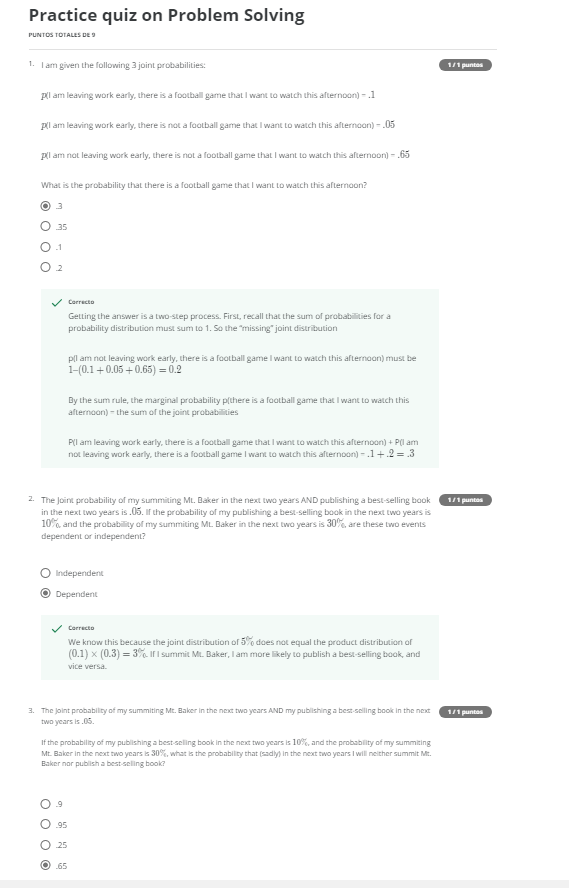 Practice quiz on Problem Solving
PUNTOS TOTALES DE 9
1. I am given the following 3 joint probabilities:
1 / 1 puntos
p(I am leaving work early, there is a football game that I want to watch this afternoon) = .1
p(I am leaving work early, there is not a football game that I want to watch this afternoon) = .05
p(I am not leaving work early, there is not a football game that I want to watch this afternoon) = .65
What is the probability that there is a football game that I want to watch this afternoon?
.3
.35
.1
.2
Correcto
Getting the answer is a two-step process. First, recall that the sum of probabilities for a
probability distribution must sum to 1. So the "missing" joint distribution
p(I am not leaving work early, there is a football game I want to watch this afternoon) must be
1–(0.1 + 0.05 + 0.65) = 0.2
By the sum rule, the marginal probability p(there is a football game that I want to watch this
afternoon) = the sum of the joint probabilities
P(I am leaving work early, there is a football game that I want to watch this afternoon) + P(I am
not leaving work early, there is a football game I want to watch this afternoon) = .1 + .2 = .3
2. The Joint probability of my summiting Mt. Baker in the next two years AND publishing a best-selling book
1 / 1 puntos
in the next two years is .05. If the probability of my publishing a best-selling book in the next two years is
10%, and the probability of my summiting Mt. Baker in the next two years is 30%, are these two events
dependent or independent?
Independent
Dependent
Correcto
We know this because the joint distribution of 5% does not equal the product distribution of
(0.1) × (0.3) = 3%. If I summit Mt. Baker, I am more likely to publish a best-selling book, and
vice versa.
3. The Joint probability of my summiting Mt. Baker in the next two years AND my publishing a best-selling book in the next
1 / 1 puntos
two years is .05.
If the probability of my publishing a best-selling book in the next two years is 10%, and the probability of my summiting
Mt. Baker in the next two years is 30%, what is the probability that (sadly) in the next two years I will neither summit Mt.
Baker nor publish a best-selling book?
.9
.95
.25
.65